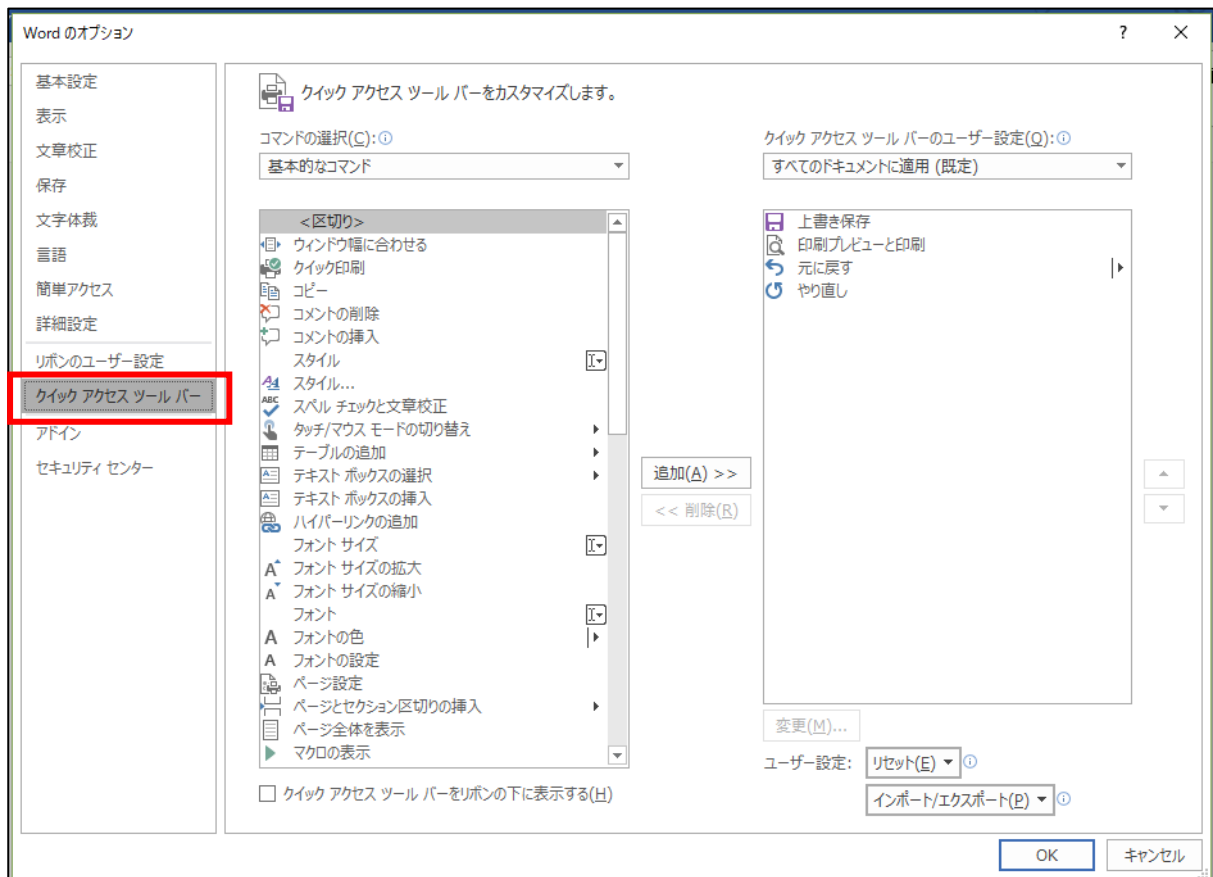 Word のオプション
?
基本設定
表示
文章校正
保存
文字体裁
言語
簡単アクセス
詳細設定
リボンのユーザー設定
クイック アクセス ツール バー
アドイン
セキュリティ センター
クイック アクセス ツール バーをカスタマイズします。
コマンドの選択(C):
基本的なコマンド
<区切り>
ウィンドウ幅に合わせる
クイック印刷
コピー
コメントの削除
コメントの挿入
スタイル
スタイル...
ABC
スペル チェックと文章校正
タッチ/マウス モードの切り替え
テーブルの追加
テキスト ボックスの選択
テキスト ボックスの挿入
ハイパーリンクの追加
フォント サイズ
フォント サイズの拡大
フォント サイズの縮小
フォント
フォントの色
フォントの設定
ページ設定
ページとセクション区切りの挿入
ページ全体を表示
マクロの表示
クイック アクセス ツール バーをリボンの下に表示する(H)
追加(A) >>
<< 削除(R)
クイック アクセス ツール バーのユーザー設定(Q):
すべてのドキュメントに適用 (既定)
上書き保存
印刷プレビューと印刷
元に戻す
やり直し
変更(M)...
ユーザー設定: リセット(E)
インポート/エクスポート(P)
OK
キャンセル